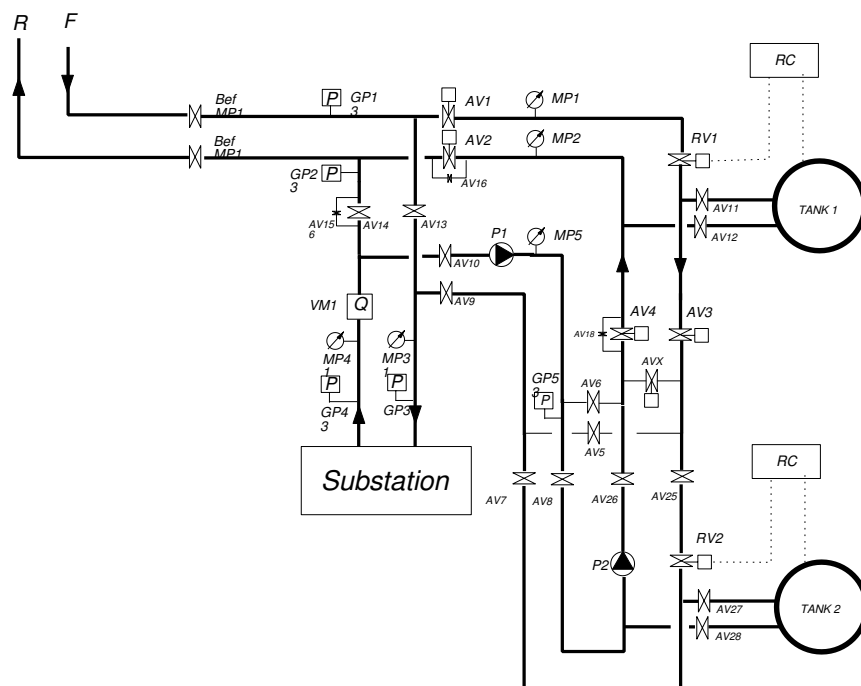 R F
RC
Bef
MP1
P GP1
3
AV1
MP1
Bef
MP1
AV2
MP2
RV1
GP2 P
3
AV16
AV11
TANK 1
AV15
6
AV14
AV13
P1
MP5
AV12
AV10
VM1 Q
AV9
AV18
AV4
AV3
MP4
1
MP3
1
AVX
P
GP4
3
P
GP3
GP5
3
P
AV6
AV5
Substation
RC
AV7
AV8
AV26
AV25
RV2
P2
AV27
TANK 2
AV28